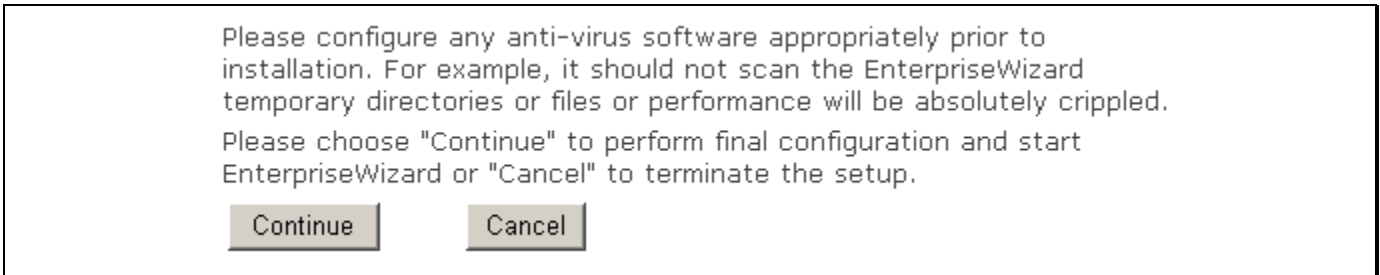 Please configure any anti-virus software appropriately prior to
installation. For example, it should not scan the EnterpriseWizard
temporary directories or files or performance will be absolutely crippled.
Please choose "Continue" to perform final configuration and start
EnterpriseWizard or "Cancel" to terminate the setup.
Continue
Cancel